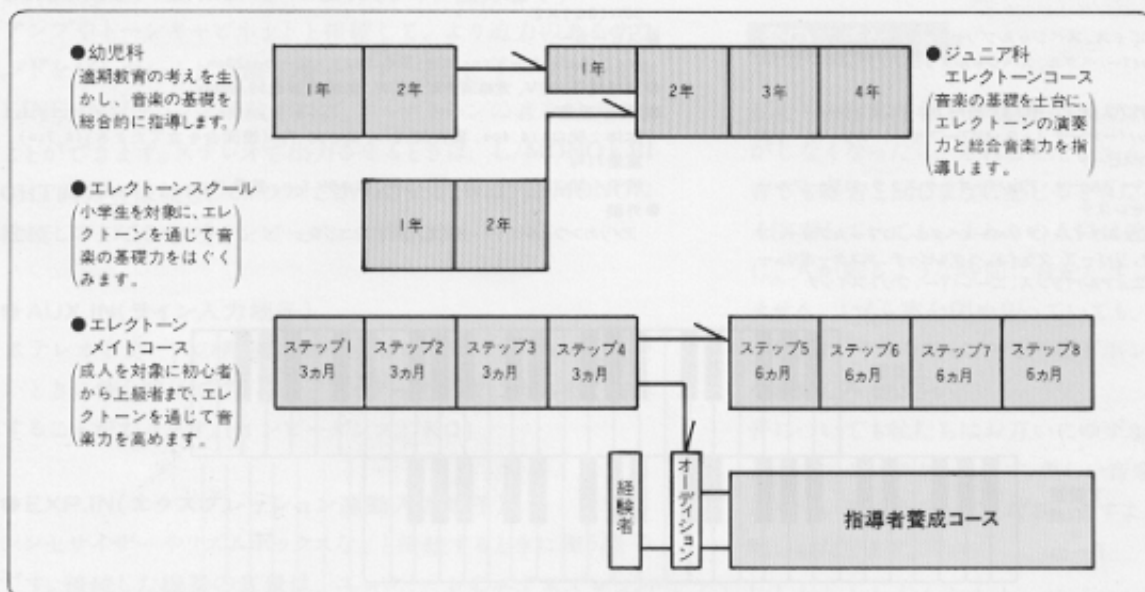 ●幼児科
(適期教育の考えを生
かし、音楽の基礎を
総合的に指導します。)
1年
2年
1年
2年
3年
4年
●ジュニア科
エレクトーンコース
(音楽の基礎を土台に、
エレクトーンの演奏
力と総合音楽力を指
導します。)
●エレクトーンスクール
(小学生を対象に、エレ
クトーンを通じて音
楽の基礎力をはぐく
みます。)
1年
2年
●エレクトーン
メイトコース
(成人を対象に初心者
から上級者まで、エレ
クトーンを通じて音
楽力を高めます。)
ステップ1
3ヵ月
ステップ2
3ヵ月
ステップ3
3ヵ月
ステップ4
3ヵ月
ステップ5
6ヵ月
ステップ6
6ヵ月
ステップ7
6ヵ月
ステップ8
6ヵ月
経験者
オーディション
指導者養成コース